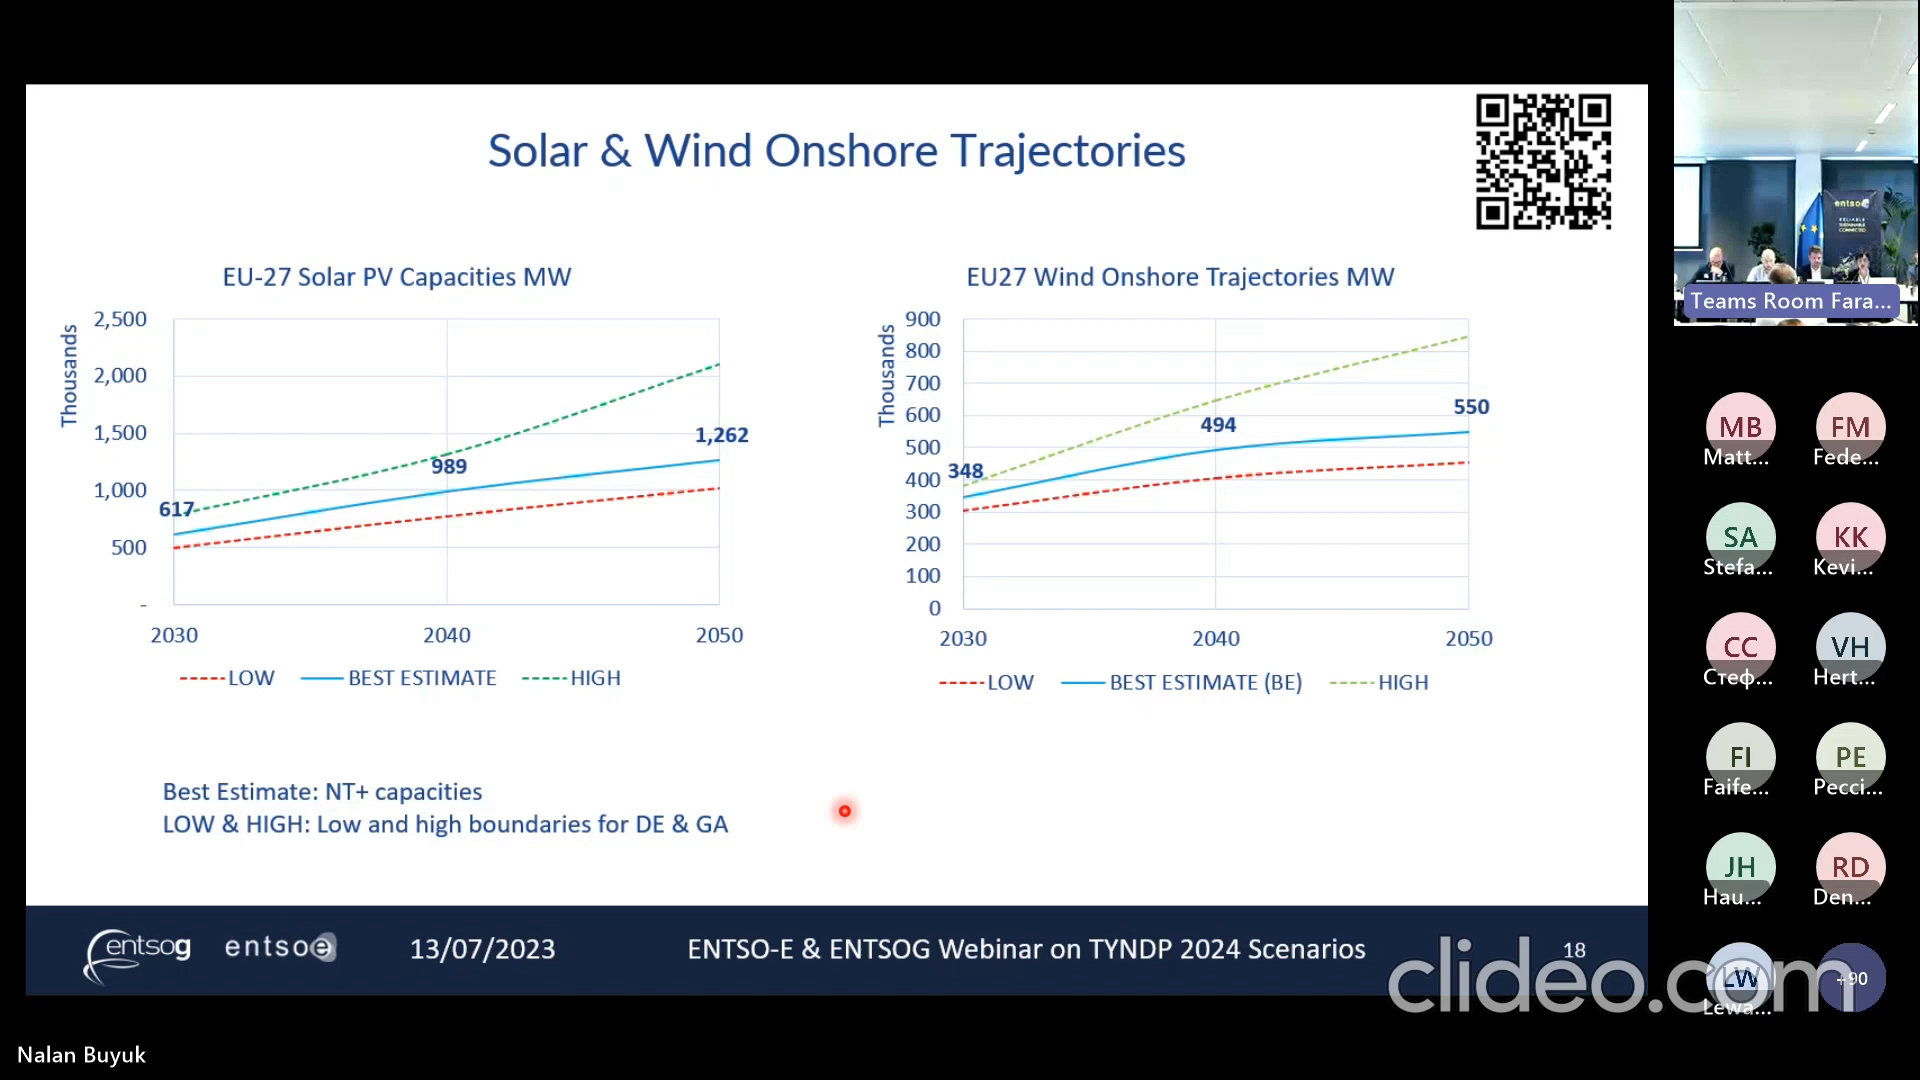 Solar & Wind Onshore Trajectories
EU-27 Solar PV Capacities MW
Thousands
2,500
2,000
1,500
1,000
500
-
617
989
1,262
2030
2040
2050
LOW
BEST ESTIMATE
HIGH
EU27 Wind Onshore Trajectories MW
Thousands
900
800
700
600
500
400
300
200
100
0
348
494
550
2030
2040
2050
LOW
BEST ESTIMATE (BE)
HIGH
Best Estimate: NT+ capacities
LOW & HIGH: Low and high boundaries for DE & GA
entsog
entsoe
13/07/2023
ENTSO-E & ENTSOG Webinar on TYNDP 2024 Scenarios
18
clideo.com
Nalan Buyuk
entsoe
RELIABLE
SUSTAINABLE
CONNECTED
Teams Room Fara...
MB
Matt...
FM
Fede...
SA
Stefa...
KK
Kevi...
CC
Стеф...
VH
Hert...
FI
Faife...
PE
Pecci...
JH
Hau...
RD
Den...
LW
Lewa...
+90